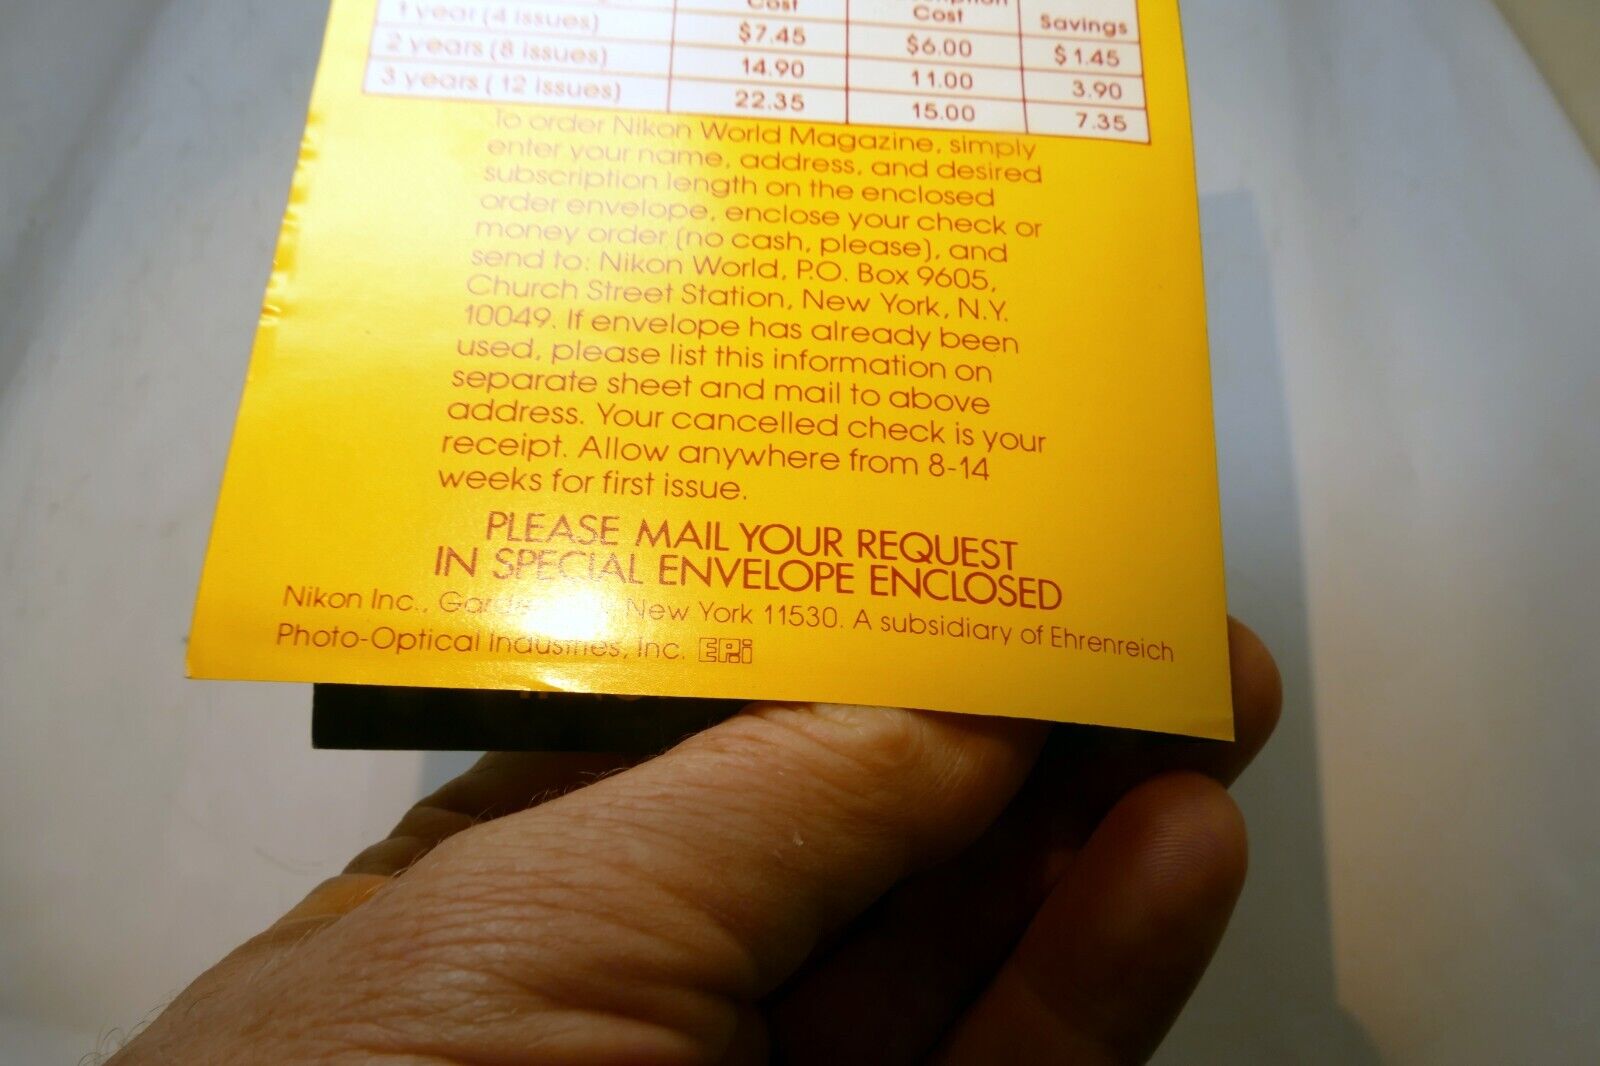 Cost Cost Savings
1 year (4 issues) $7.45 $6.00 $1.45
2 years (8 issues) 14.90 11.00 3.90
3 years (12 issues) 22.35 15.00 7.35
To order Nikon World Magazine, simply
enter your name, address, and desired
subscription length on the enclosed
order envelope, enclose your check or
money order (no cash, please), and
send to: Nikon World, P.O. Box 9605,
Church Street Station, New York, N.Y.
10049. If envelope has already been
used, please list this information on
separate sheet and mail to above
address. Your cancelled check is your
receipt. Allow anywhere from 8-14
weeks for first issue.
PLEASE MAIL YOUR REQUEST
IN SPECIAL ENVELOPE ENCLOSED
Nikon Inc., New York 11530. A subsidiary of Ehrenreich
Photo-Optical Industries, Inc. EPOi